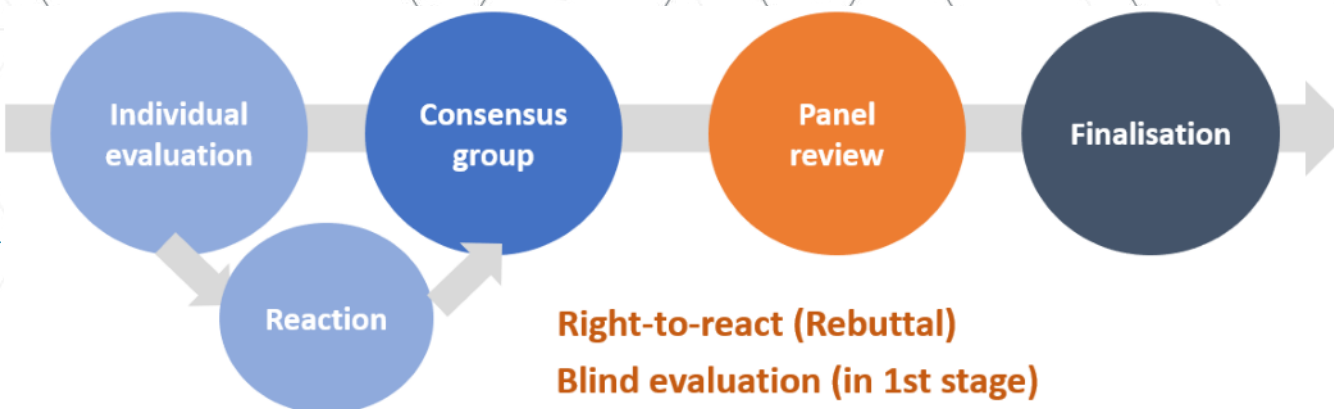 Individual
evaluation
Consensus
group
Panel
review
Finalisation
Reaction
Right-to-react (Rebuttal)
Blind evaluation (in 1st stage)